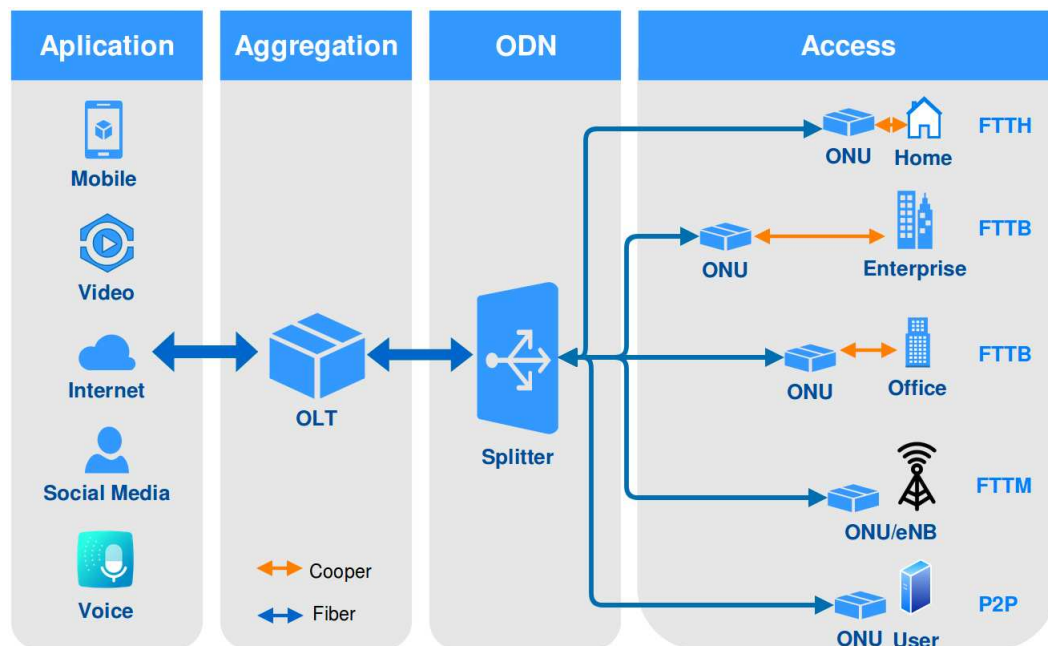 Aplication
Aggregation
ODN
Access
Mobile
Video
Internet
Social Media
Voice
OLT
Cooper
Fiber
Splitter
ONU
Home
FTTH
ONU
Enterprise
FTTB
ONU
Office
FTTB
ONU/eNB
FTTM
ONU
User
P2P